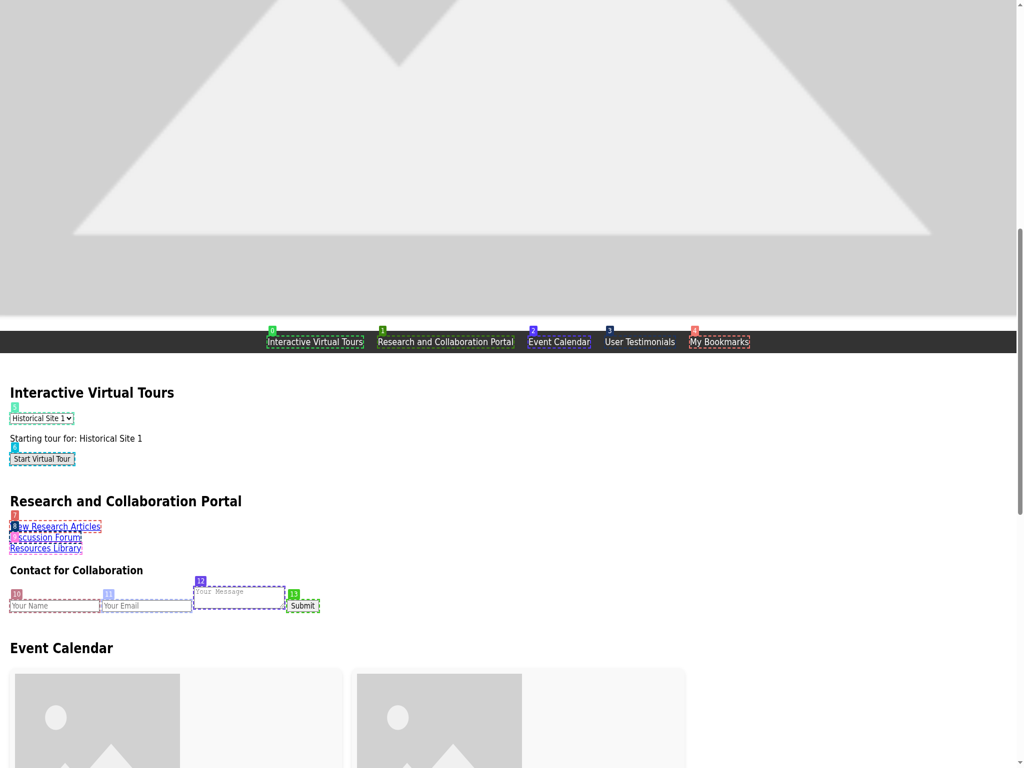 0 1 2 3 4
Interactive Virtual Tours Research and Collaboration Portal Event Calendar User Testimonials My Bookmarks
Interactive Virtual Tours
5
Historical Site 1
Starting tour for: Historical Site 1
6
Start Virtual Tour
Research and Collaboration Portal
7
ew Research Articles
8
scussion Forum
9
Resources Library
Contact for Collaboration
10 11 12 13
Your Name Your Email Your Message Submit
Event Calendar